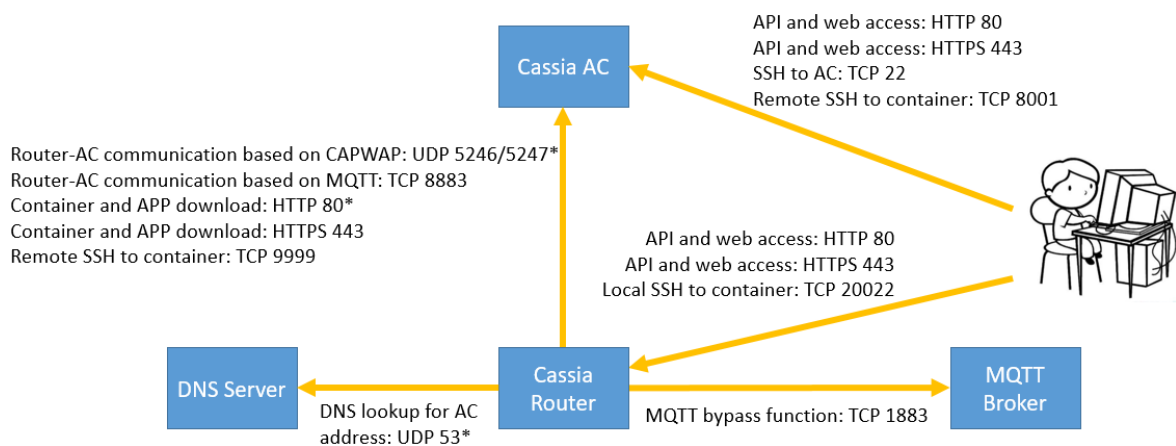 API and web access: HTTP 80
API and web access: HTTPS 443
SSH to AC: TCP 22
Remote SSH to container: TCP 8001
Cassia AC
Router-AC communication based on CAPWAP: UDP 5246/5247*
Router-AC communication based on MQTT: TCP 8883
Container and APP download: HTTP 80*
Container and APP download: HTTPS 443
Remote SSH to container: TCP 9999
API and web access: HTTP 80
API and web access: HTTPS 443
Local SSH to container: TCP 20022
DNS Server
Cassia
Router
MQTT
Broker
DNS lookup for AC
address: UDP 53*
MQTT bypass function: TCP 1883